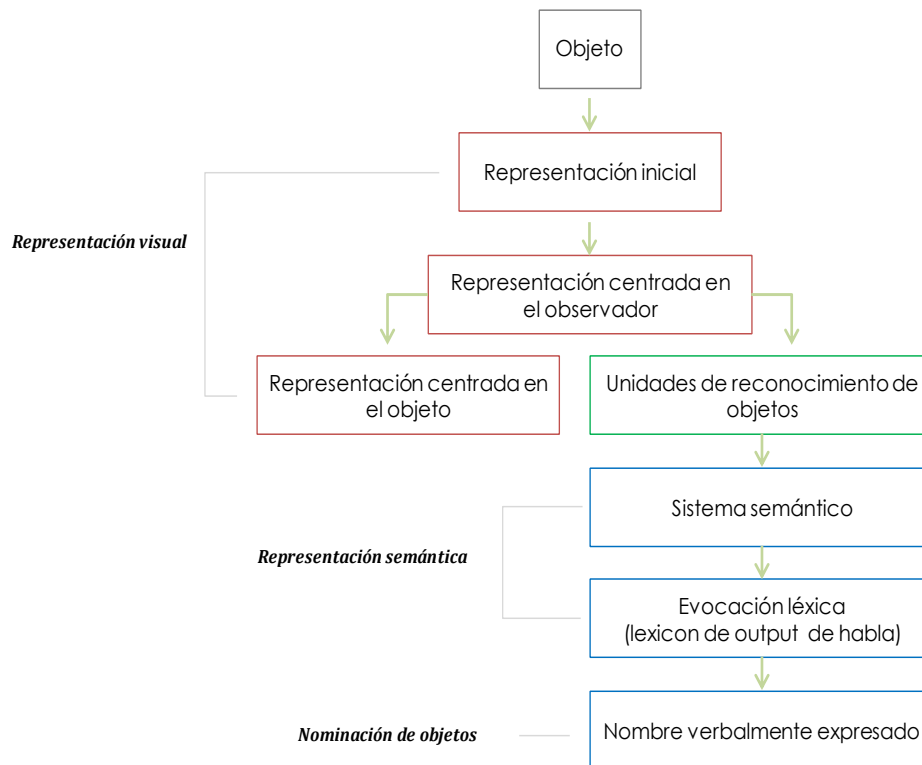 Objeto
Representación inicial
Representación visual
Representación centrada en
el observador
Representación centrada en
el objeto
Unidades de reconocimiento de
objetos
Sistema semántico
Representación semántica
Evocación léxica
(lexicon de output de habla)
Nominación de objetos
Nombre verbalmente expresado